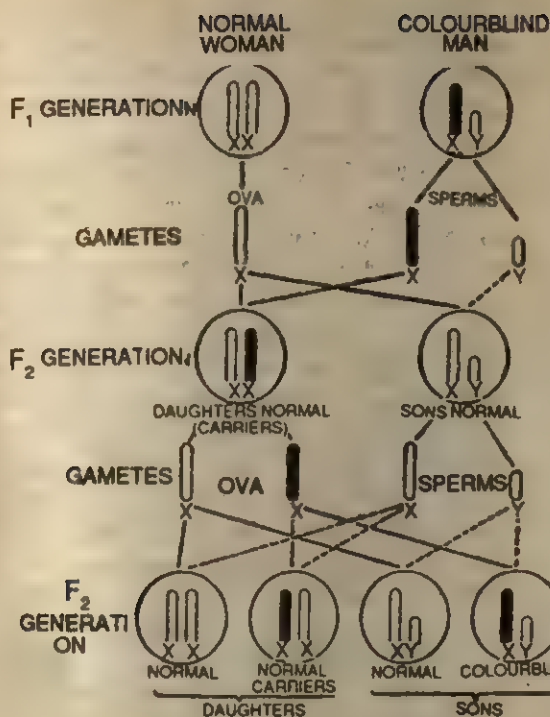 NORMAL WOMAN
COLOURBLIND MAN
F₁ GENERATION
X X
X Y
OVA
SPERMS
GAMETES
X
X
Y
F₂ GENERATION
X X
X Y
DAUGHTERS NORMAL
(CARRIERS)
SONS NORMAL
GAMETES
OVA
SPERMS
X
X
X
Y
F₂
GENERATI
ON
X X
X X
X Y
X Y
NORMAL
NORMAL
CARRIERS
NORMAL
COLOURBL
DAUGHTERS
SONS